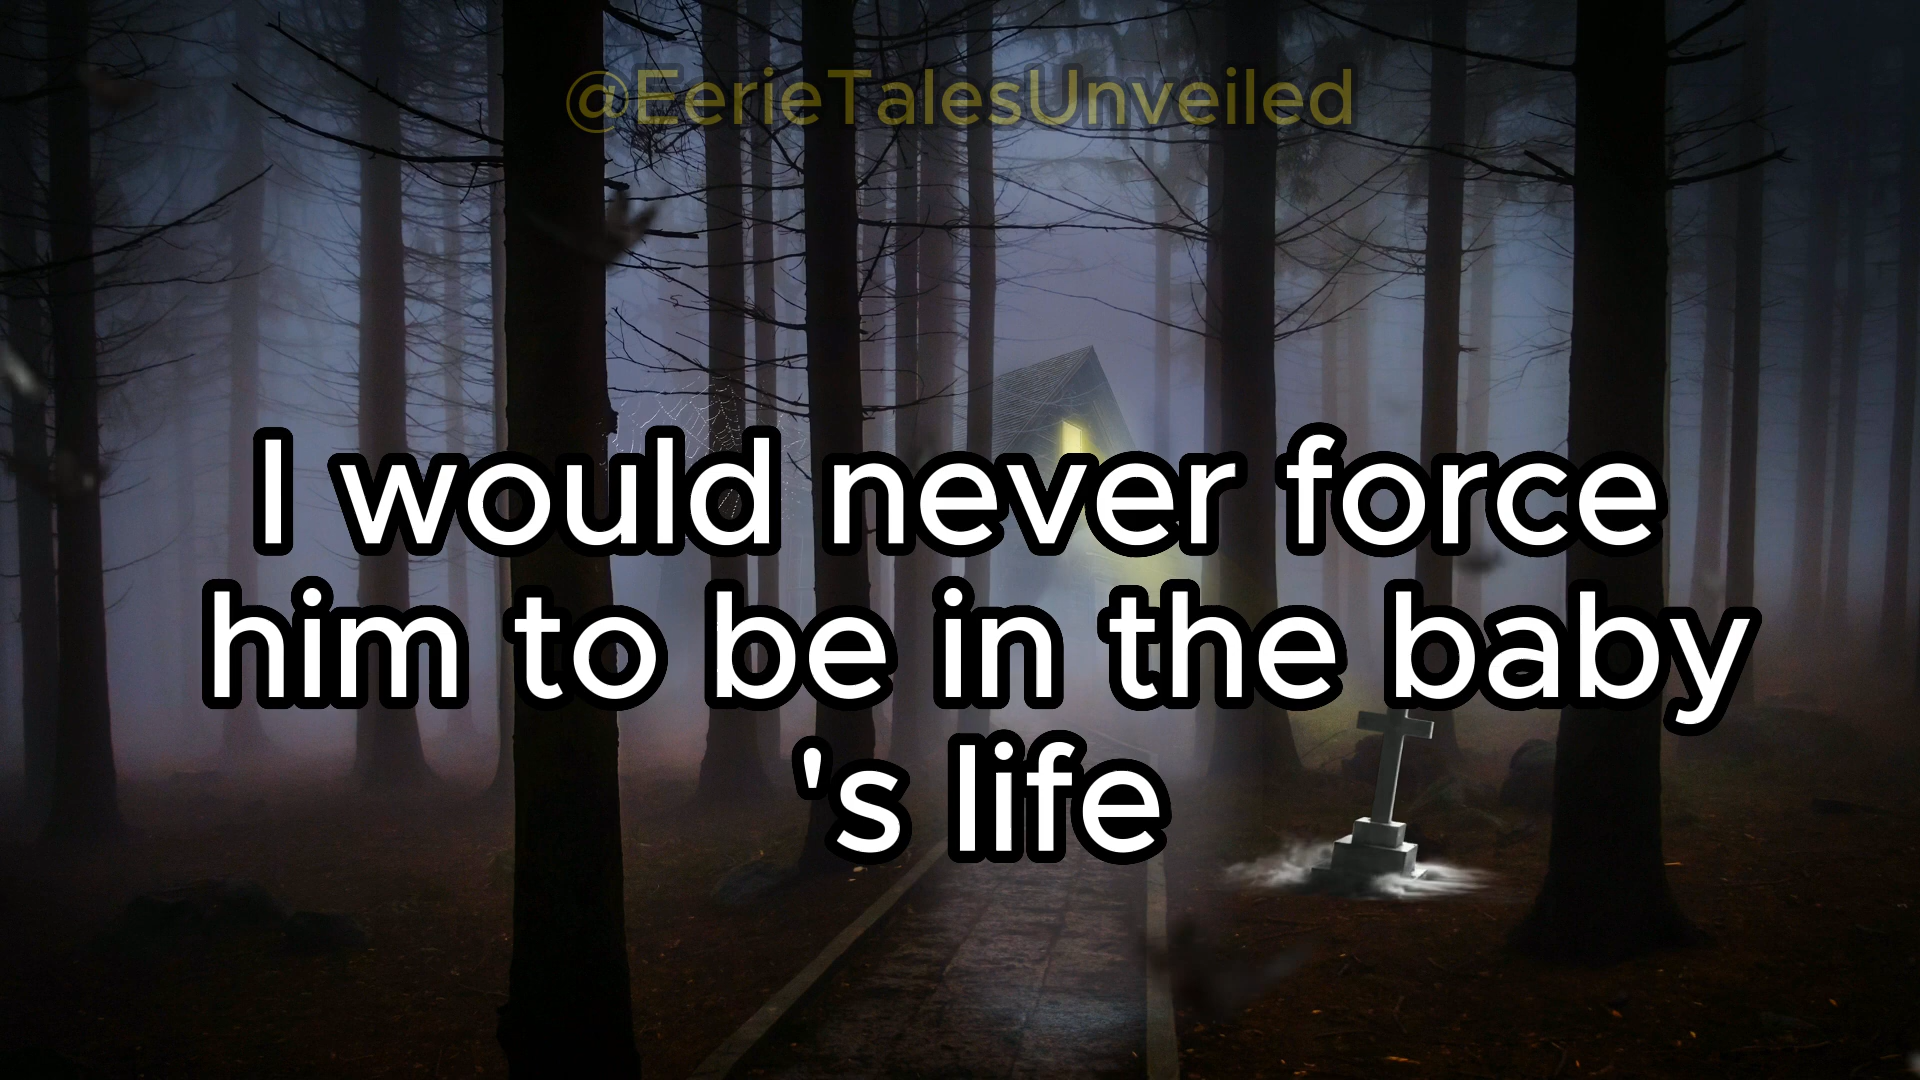 @EerieTalesUnveiled
I would never force
him to be in the baby
's life